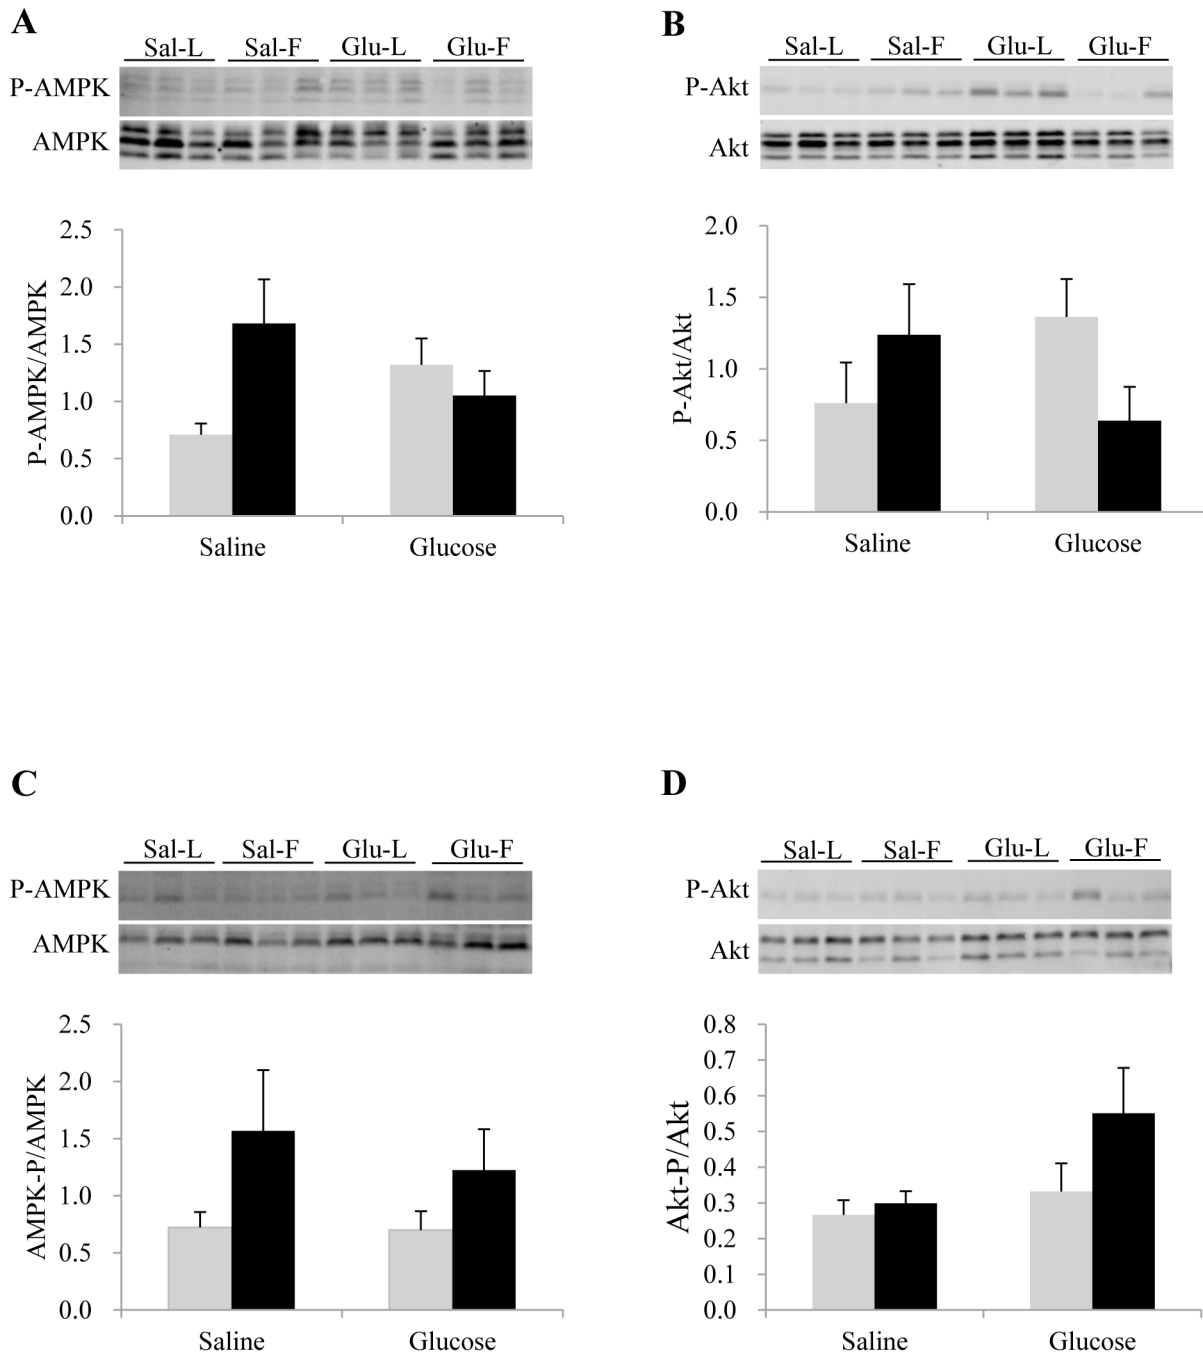 A
Sal-L Sal-F Glu-L Glu-F
P-AMPK
AMPK
P-AMPK/AMPK
2.5
2.0
1.5
1.0
0.5
0.0
Saline Glucose
B
Sal-L Sal-F Glu-L Glu-F
P-Akt
Akt
P-Akt/Akt
2.0
1.5
1.0
0.5
0.0
Saline Glucose
C
Sal-L Sal-F Glu-L Glu-F
P-AMPK
AMPK
AMPK-P/AMPK
2.5
2.0
1.5
1.0
0.5
0.0
Saline Glucose
D
Sal-L Sal-F Glu-L Glu-F
P-Akt
Akt
Akt-P/Akt
0.8
0.7
0.6
0.5
0.4
0.3
0.2
0.1
0.0
Saline Glucose